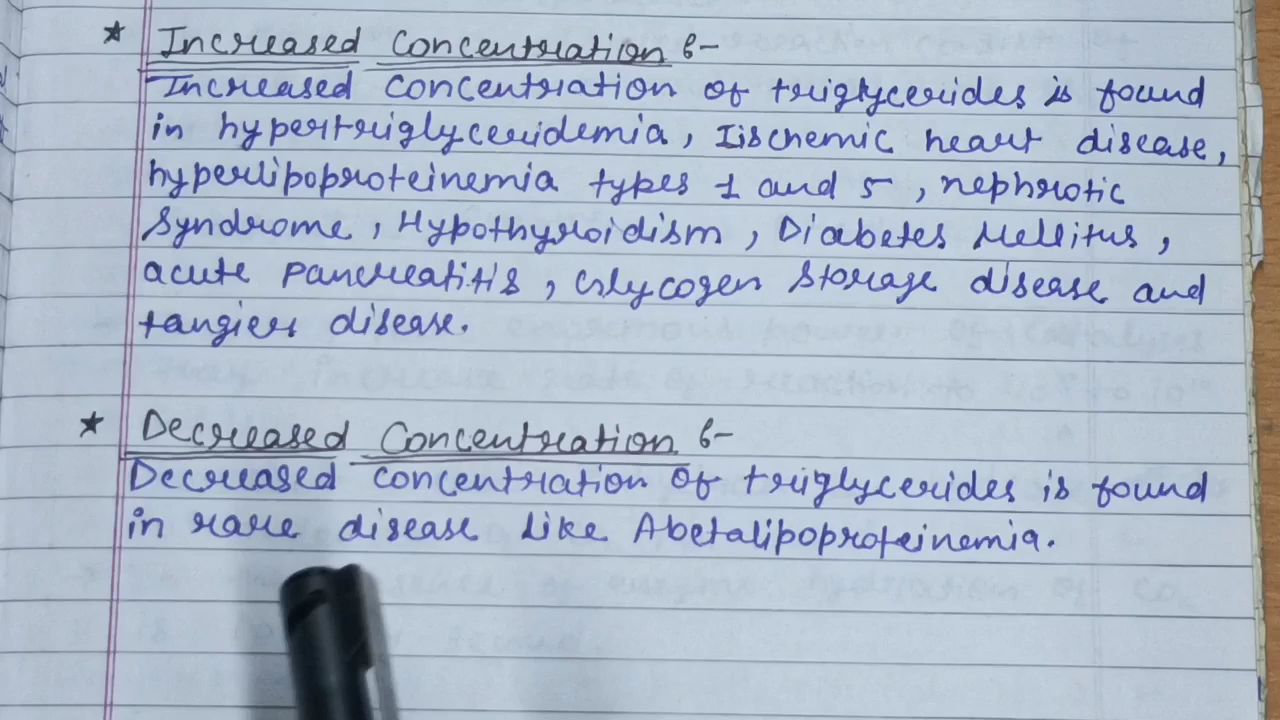 * Increased Concentration :-
Increased concentration of triglycerides is found
in hypertriglyceridemia, Iischemic heart disease,
hyperlipoproteinemia types 1 and 5, nephrotic
Syndrome, Hypothyroidism, Diabetes Mellitus,
acute pancreatitis, Glycogen storage disease and
tangier disease.
* Decreased Concentration :-
Decreased concentration of triglycerides is found
in rare disease like Abetalipoproteinemia.